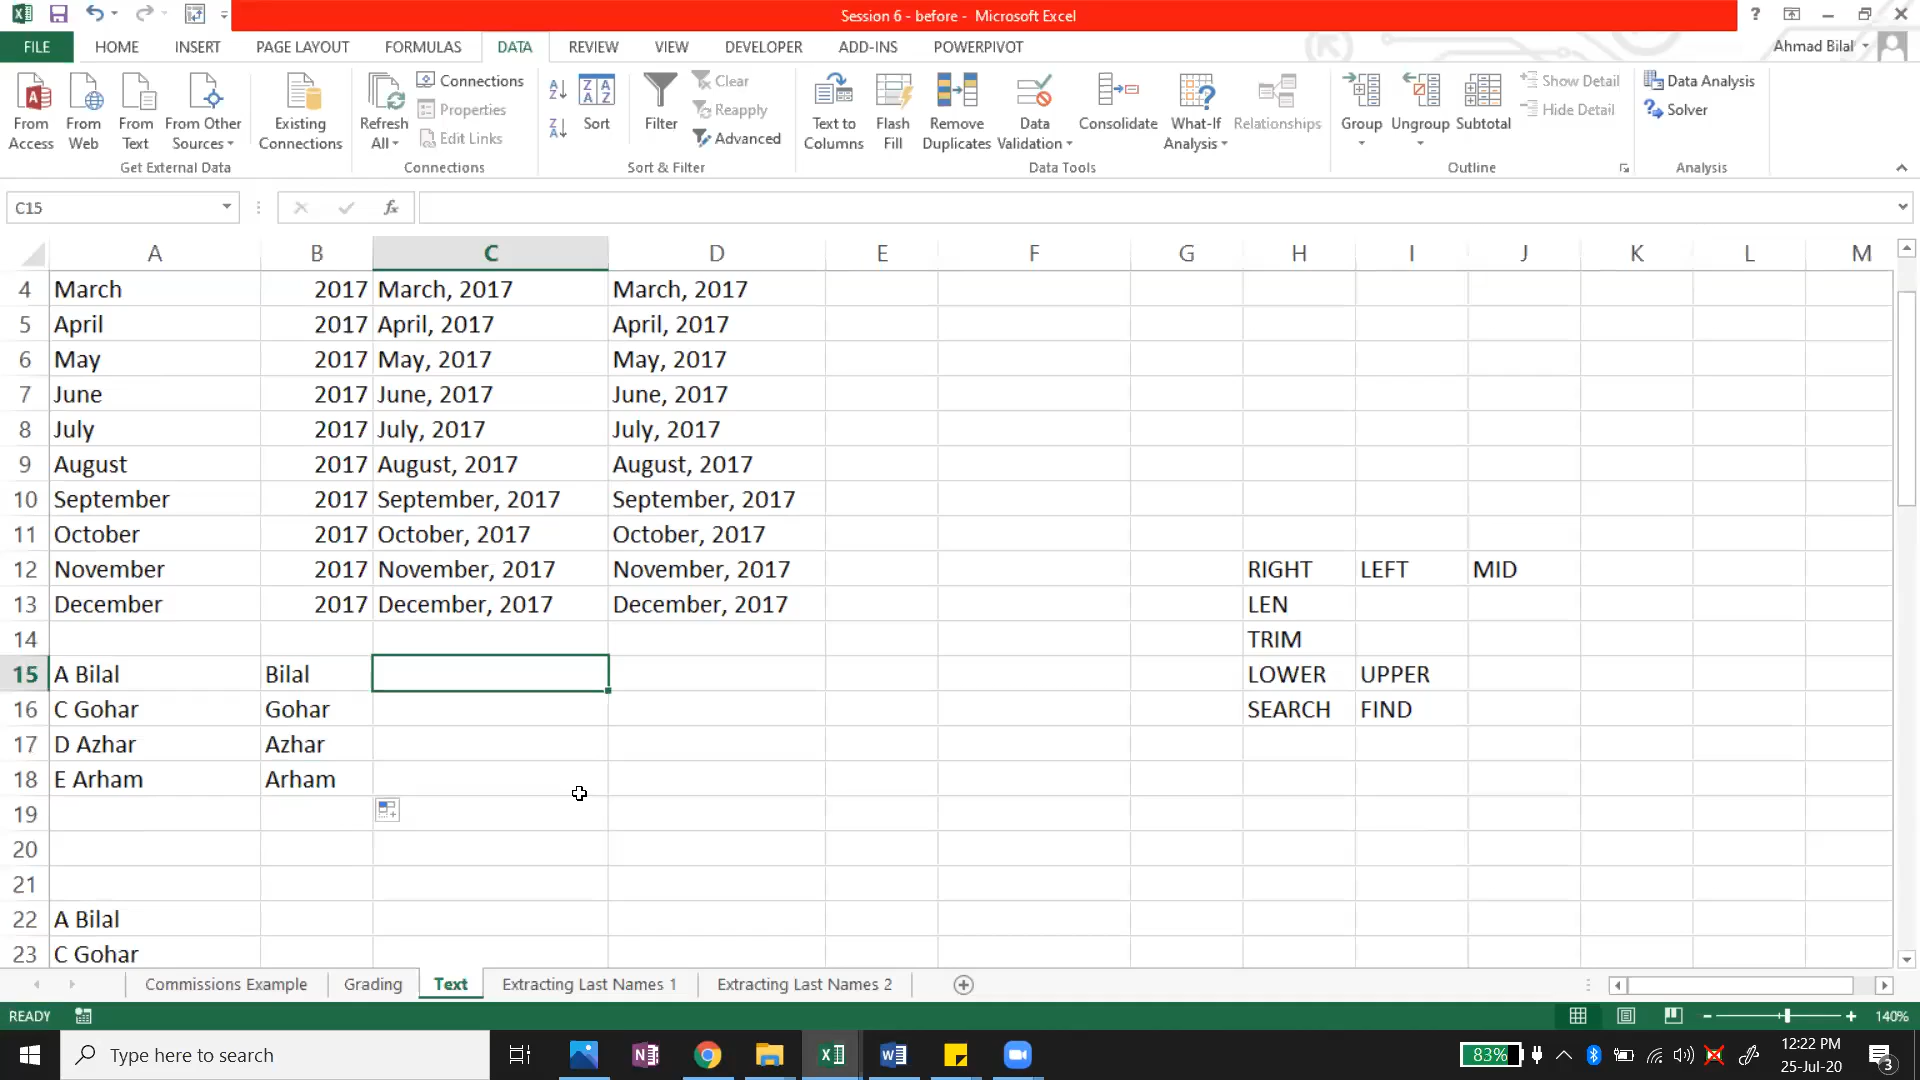 Session 6 - before - Microsoft Excel
?
FILE HOME INSERT PAGE LAYOUT FORMULAS DATA REVIEW VIEW DEVELOPER ADD-INS POWERPIVOT Ahmad Bilal
From Access
From Web
From Text
From Other Sources
Existing Connections
Get External Data
Refresh All
Connections
Properties
Edit Links
Connections
Sort
Filter
Clear
Reapply
Advanced
Sort & Filter
Text to Columns
Flash Fill
Remove Duplicates
Data Validation
Consolidate
What-If Analysis
Relationships
Data Tools
Group
Ungroup
Subtotal
Show Detail
Hide Detail
Outline
Data Analysis
Solver
Analysis
C15 fx
A B C D E F G H I J K L M
4 March 2017 March, 2017 March, 2017
5 April 2017 April, 2017 April, 2017
6 May 2017 May, 2017 May, 2017
7 June 2017 June, 2017 June, 2017
8 July 2017 July, 2017 July, 2017
9 August 2017 August, 2017 August, 2017
10 September 2017 September, 2017 September, 2017
11 October 2017 October, 2017 October, 2017
12 November 2017 November, 2017 November, 2017 RIGHT LEFT MID
13 December 2017 December, 2017 December, 2017 LEN
14 TRIM
15 A Bilal Bilal LOWER UPPER
16 C Gohar Gohar SEARCH FIND
17 D Azhar Azhar
18 E Arham Arham
19
20
21
22 A Bilal
23 C Gohar
Commissions Example Grading Text Extracting Last Names 1 Extracting Last Names 2
READY 140%
Type here to search
83%
12:22 PM
25-Jul-20
3